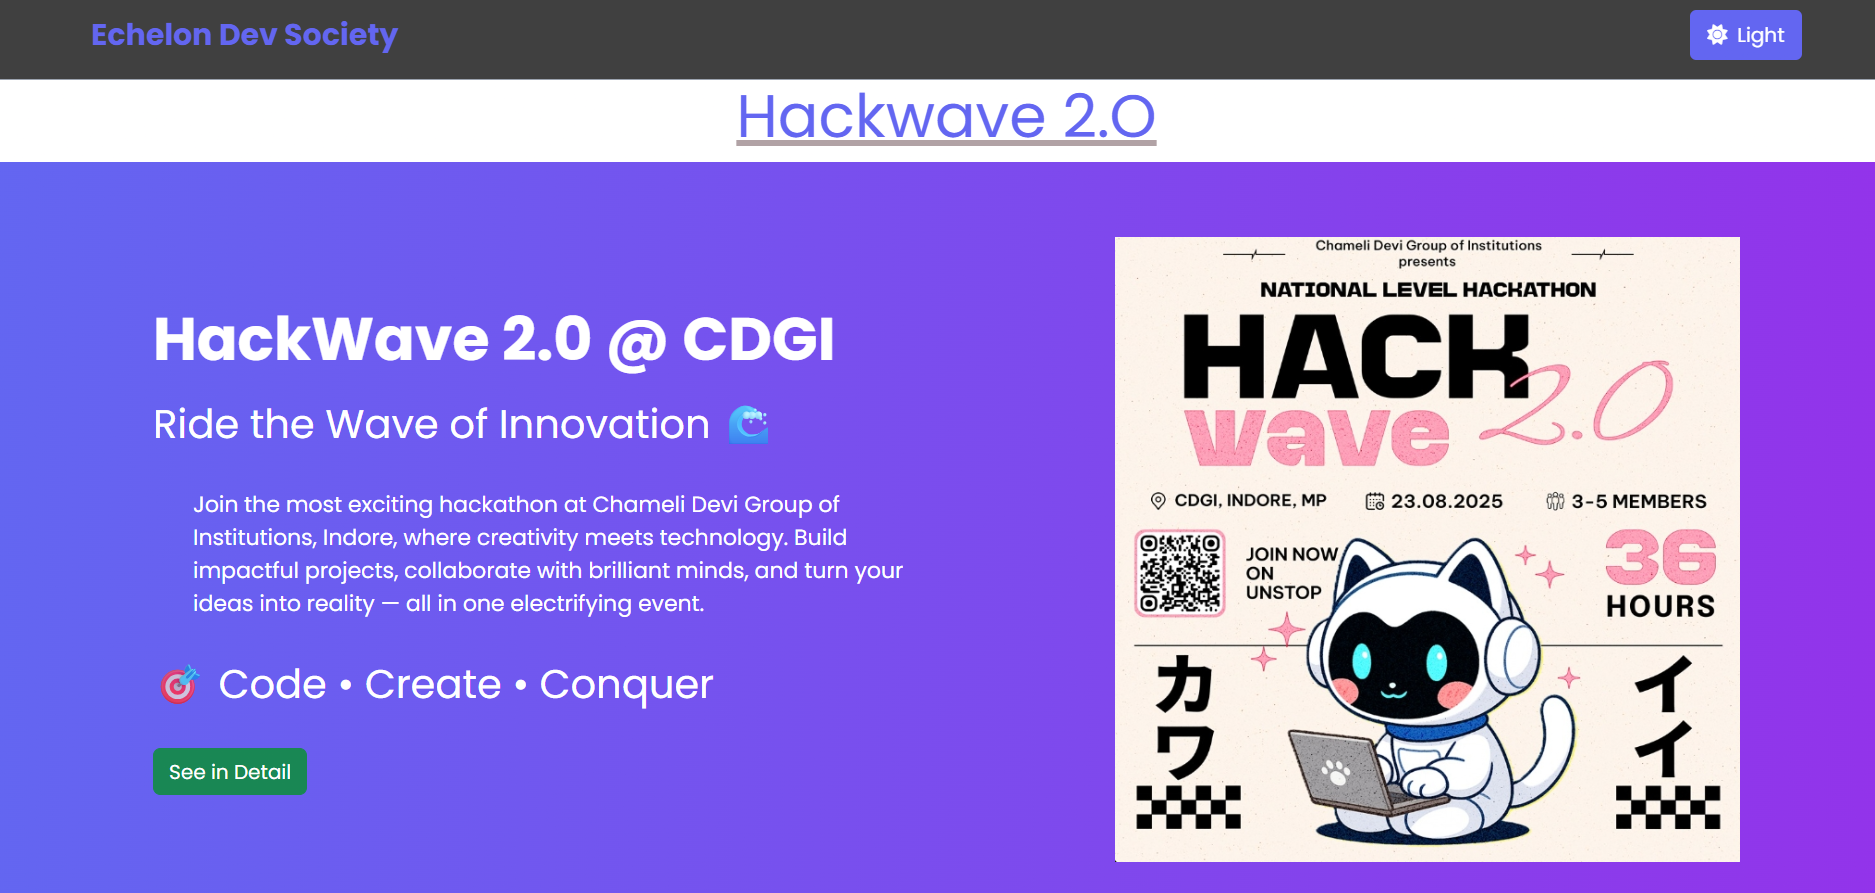 Echelon Dev Society
Light
Hackwave 2.O
HackWave 2.0 @ CDGI
Ride the Wave of Innovation 🌊
Join the most exciting hackathon at Chameli Devi Group of
Institutions, Indore, where creativity meets technology. Build
impactful projects, collaborate with brilliant minds, and turn your
ideas into reality — all in one electrifying event.
🎯 Code • Create • Conquer
See in Detail
Chameli Devi Group of Institutions
presents
NATIONAL LEVEL HACKATHON
HACK
wave 2.0
CDGI, INDORE, MP
23.08.2025
3-5 MEMBERS
JOIN NOW
ON
UNSTOP
36
HOURS
カワ
イイ